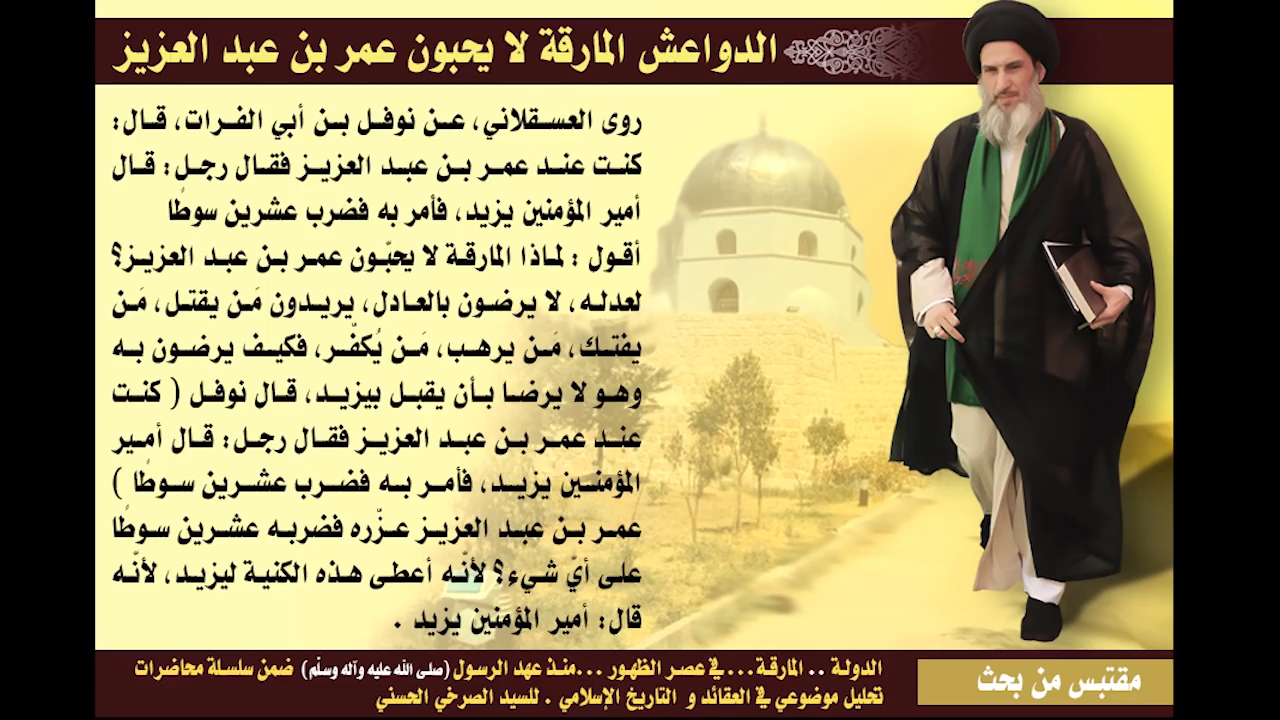 الدواعش المارقة لا يحبون عمر بن عبد العزيز
روى العسقلاني، عن نوفل بن أبي الفرات، قال:
كنت عند عمر بن عبد العزيز فقال رجل: قال
أمير المؤمنين يزيد، فأمر به فضرب عشرين سوطًا
أقول : لماذا المارقة لا يحبّون عمر بن عبد العزيز؟
لعدله، لا يرضون بالعادل، يريدون مَن يقتل، مَن
يفتك، مَن يرهب، مَن يُكفّر، فكيف يرضون به
وهو لا يرضا بأن يقبل بيزيد، قال نوفل ( كنت
عند عمر بن عبد العزيز فقال رجل: قال أمير
المؤمنين يزيد، فأمر به فضرب عشرين سوطًا )
عمر بن عبد العزيز عزّره فضربه عشرين سوطًا
على أيّ شيء؟ لأنّه أعطى هذه الكنية ليزيد، لأنّه
قال: أمير المؤمنين يزيد .
مقتبس من بحث
الدولة .. المارقة...في عصر الظهور ...منذ عهد الرسول (صلى الله عليه وآله وسلّم) ضمن سلسلة محاضرات
تحليل موضوعي في العقائد و التاريخ الإسلامي . للسيد الصرخي الحسني